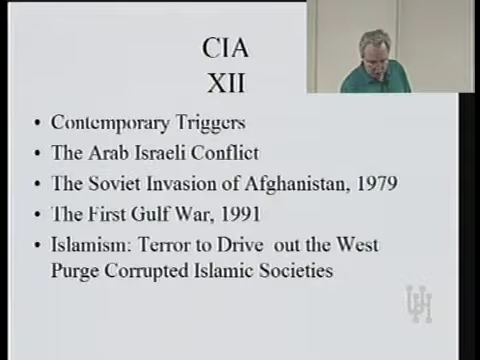 CIA
XII
• Contemporary Triggers
• The Arab Israeli Conflict
• The Soviet Invasion of Afghanistan, 1979
• The First Gulf War, 1991
• Islamism: Terror to Drive out the West
Purge Corrupted Islamic Societies
UH